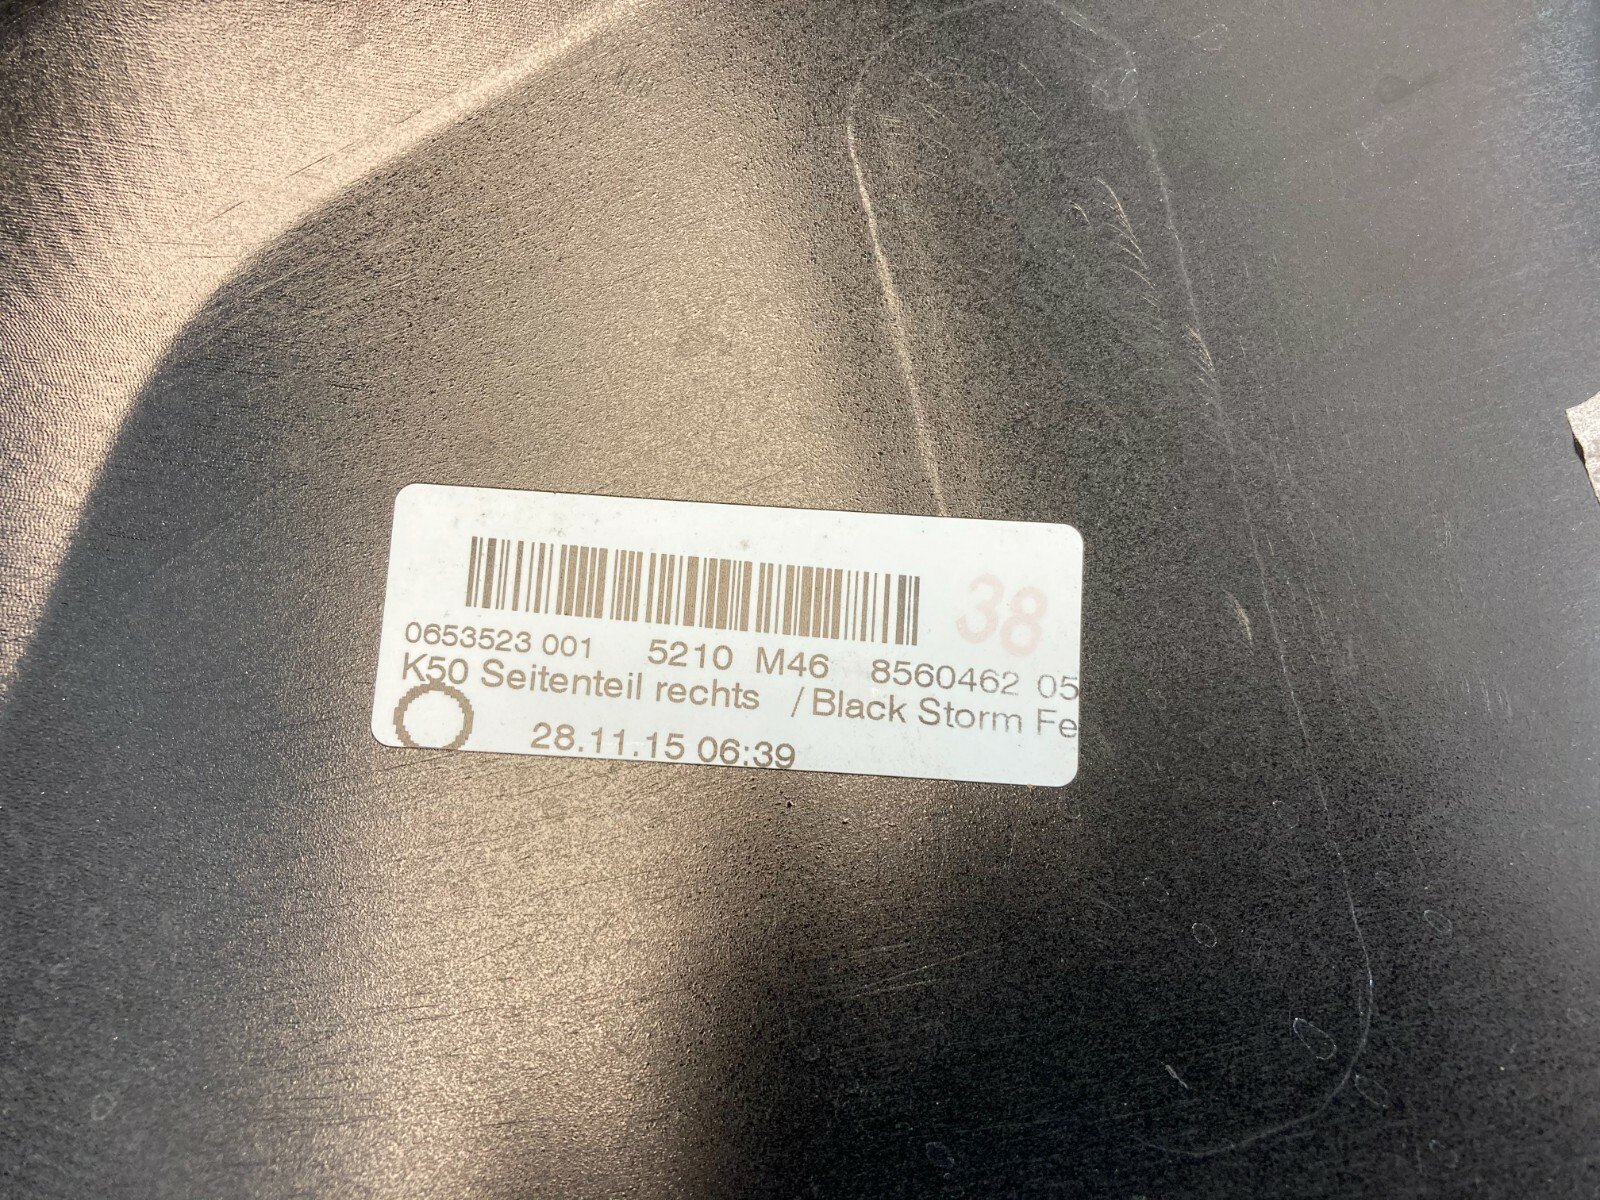 38
0653523 001 5210 M46 8560462 05
K50 Seitenteil rechts / Black Storm Fe
28.11.15 06:39